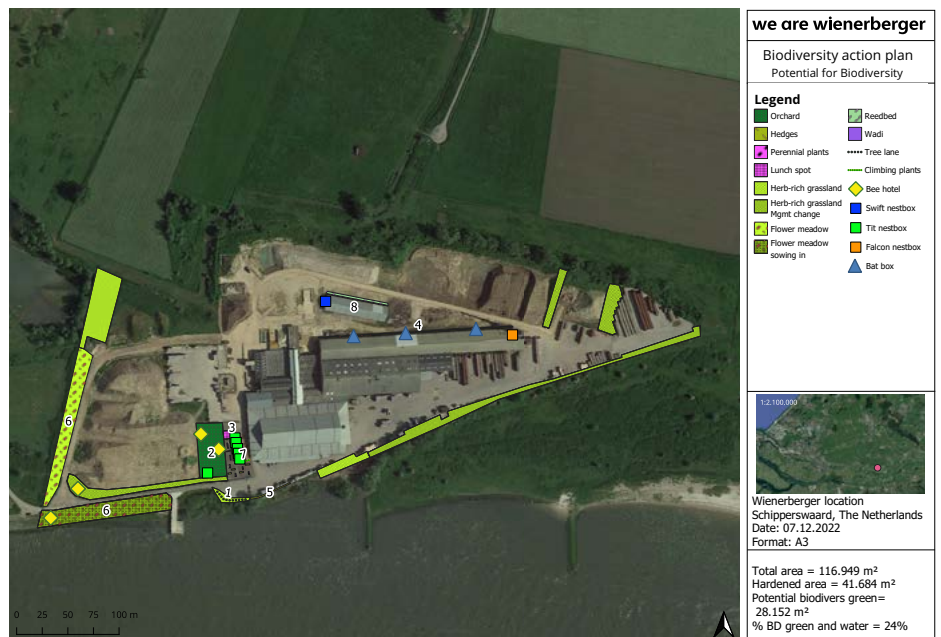 we are wienerberger
Biodiversity action plan
Potential for Biodiversity
Legend
Orchard
Hedges
Perennial plants
Lunch spot
Herb-rich grassland
Herb-rich grassland
Mgmt change
Flower meadow
Flower meadow
sowing in
Reedbed
Wadi
Tree lane
Climbing plants
Bee hotel
Swift nestbox
Tit nestbox
Falcon nestbox
Bat box
8
4
6
3
2
7
1
5
6
0 25 50 75 100 m
1:2.100.000
Wienerberger location
Schipperswaard, The Netherlands
Date: 07.12.2022
Format: A3
Total area = 116.949 m²
Hardened area = 41.684 m²
Potential biodivers green=
28.152 m²
% BD green and water = 24%